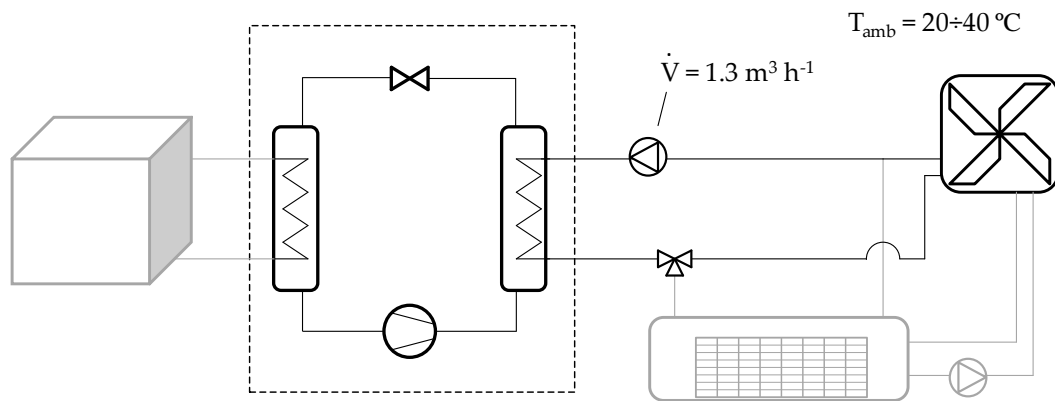 T_amb = 20÷40 ºC
V̇ = 1.3 m³ h⁻¹